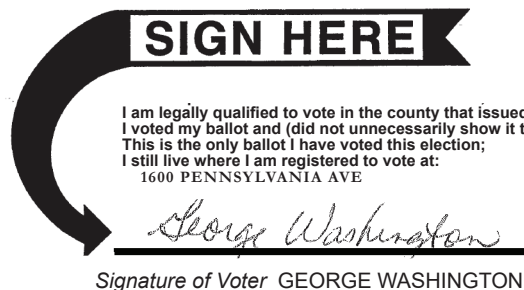 SIGN HERE
I am legally qualified to vote in the county that issued
I voted my ballot and (did not unnecessarily show it t
This is the only ballot I have voted this election;
I still live where I am registered to vote at:
1600 PENNSYLVANIA AVE
George Washington
Signature of Voter GEORGE WASHINGTON